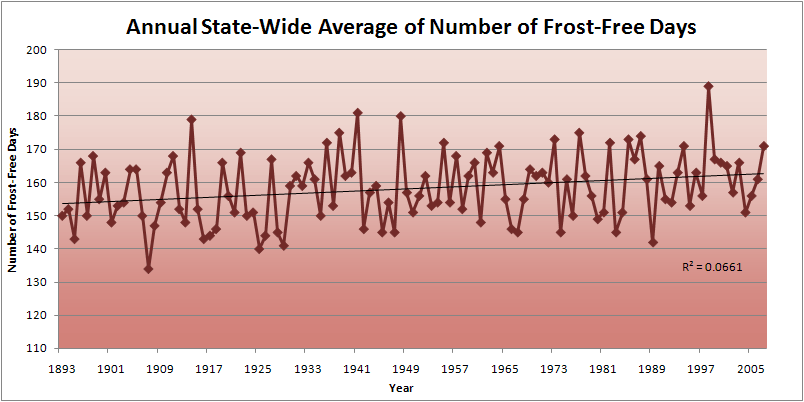 Annual State-Wide Average of Number of Frost-Free Days
Number of Frost- Free Days
200
190
180
170
160
150
140
130
120
110
R² = 0.0661
1893 1901 1909 1917 1925 1933 1941 1949 1957 1965 1973 1981 1989 1997 2005
Year